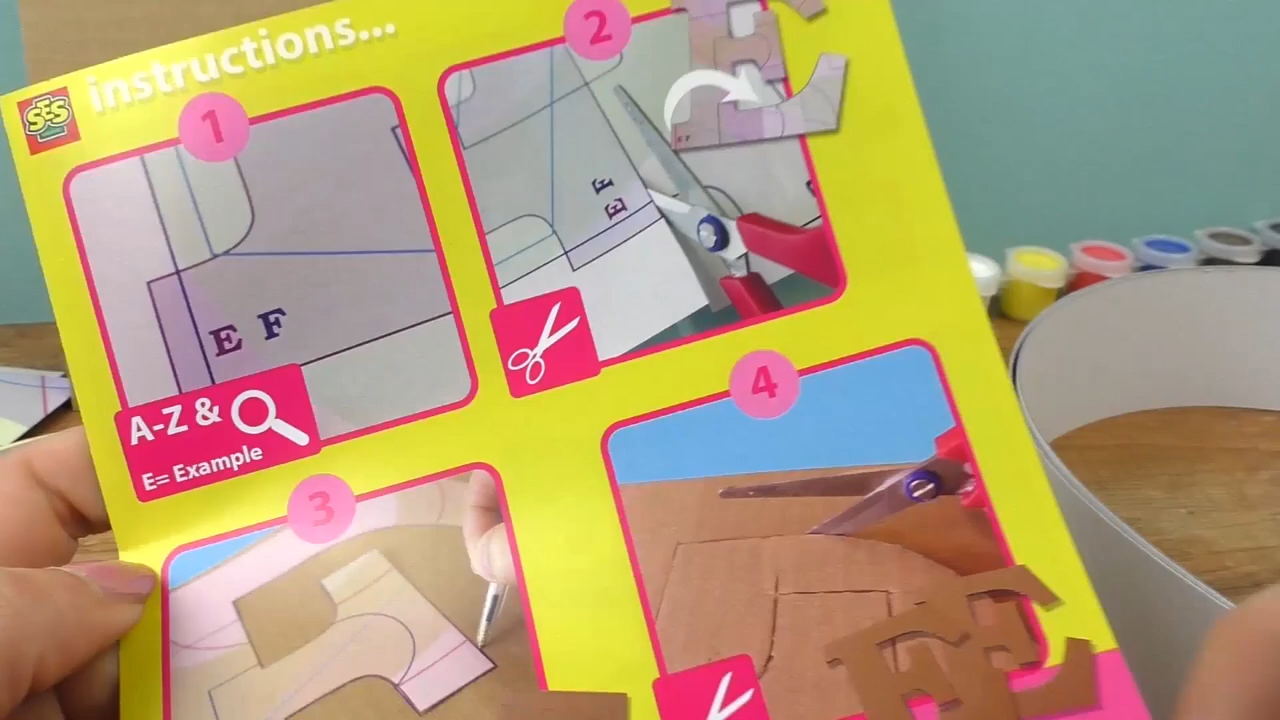 SES
instructions...
1
2
E F
E F
A-Z &
E= Example
3
4